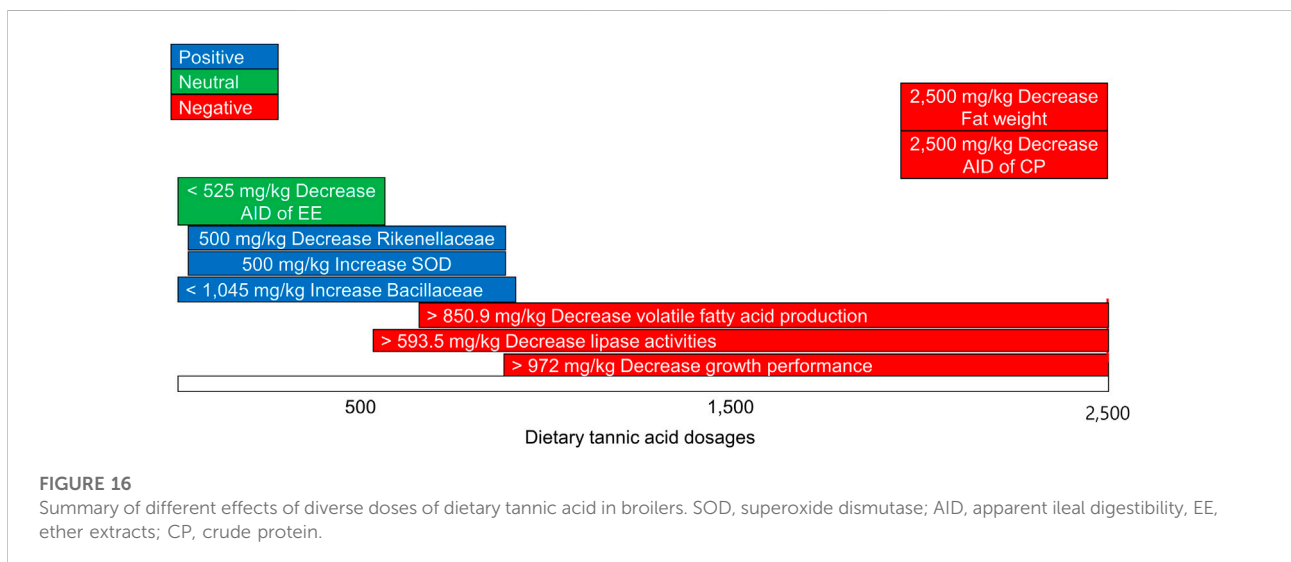 Positive
Neutral
Negative
2,500 mg/kg Decrease
Fat weight
2,500 mg/kg Decrease
AID of CP
< 525 mg/kg Decrease
AID of EE
500 mg/kg Decrease Rikenellaceae
500 mg/kg Increase SOD
< 1,045 mg/kg Increase Bacillaceae
> 850.9 mg/kg Decrease volatile fatty acid production
> 593.5 mg/kg Decrease lipase activities
> 972 mg/kg Decrease growth performance
500 1,500 2,500
Dietary tannic acid dosages
FIGURE 16
Summary of different effects of diverse doses of dietary tannic acid in broilers. SOD, superoxide dismutase; AID, apparent ileal digestibility, EE,
ether extracts; CP, crude protein.